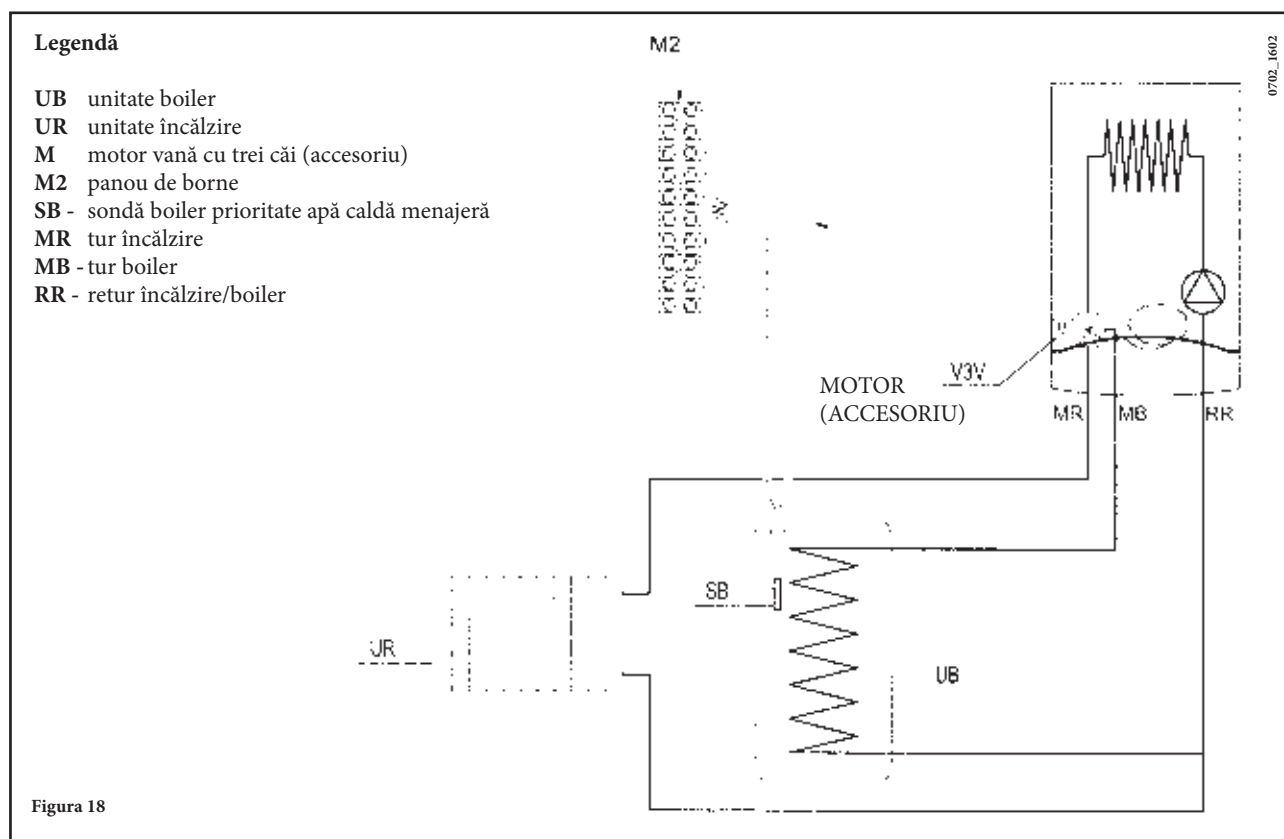 Legendă
UB unitate boiler
UR unitate încălzire
M motor vană cu trei căi (accesoriu)
M2 panou de borne
SB - sondă boiler prioritate apă caldă menajeră
MR tur încălzire
MB - tur boiler
RR - retur încălzire/boiler
M2
0702_1602
V3V
MOTOR
(ACCESORIU)
MR
MB
RR
SB
UR
UB
Figura 18